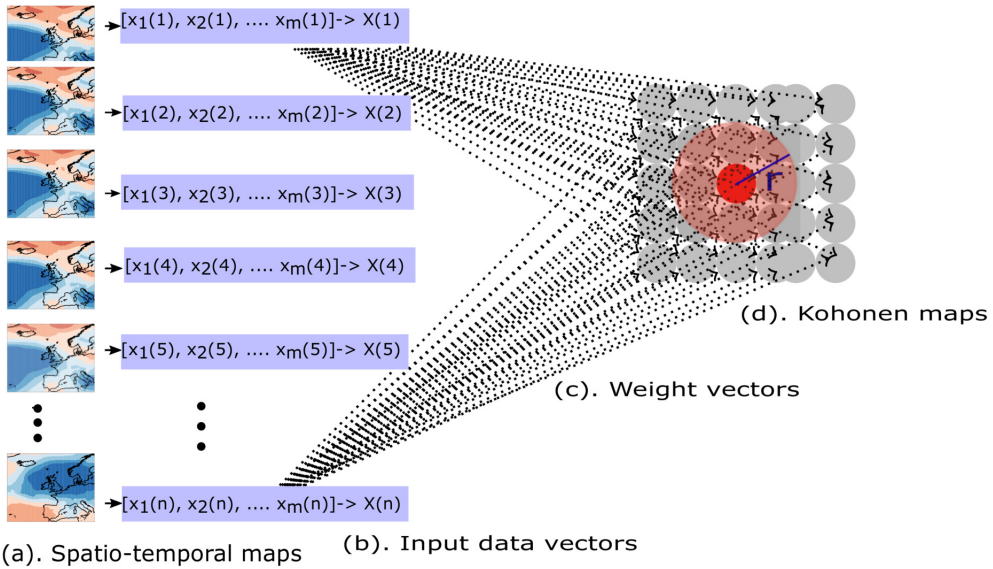 [x1(1), x2(1), .... xm(1)]-> X(1)
[x1(2), x2(2), .... xm(2)]-> X(2)
[x1(3), x2(3), .... xm(3)]-> X(3)
[x1(4), x2(4), .... xm(4)]-> X(4)
[x1(5), x2(5), .... xm(5)]-> X(5)
[x1(n), x2(n), .... xm(n)]-> X(n)
r
(d). Kohonen maps
(c). Weight vectors
(b). Input data vectors
(a). Spatio-temporal maps